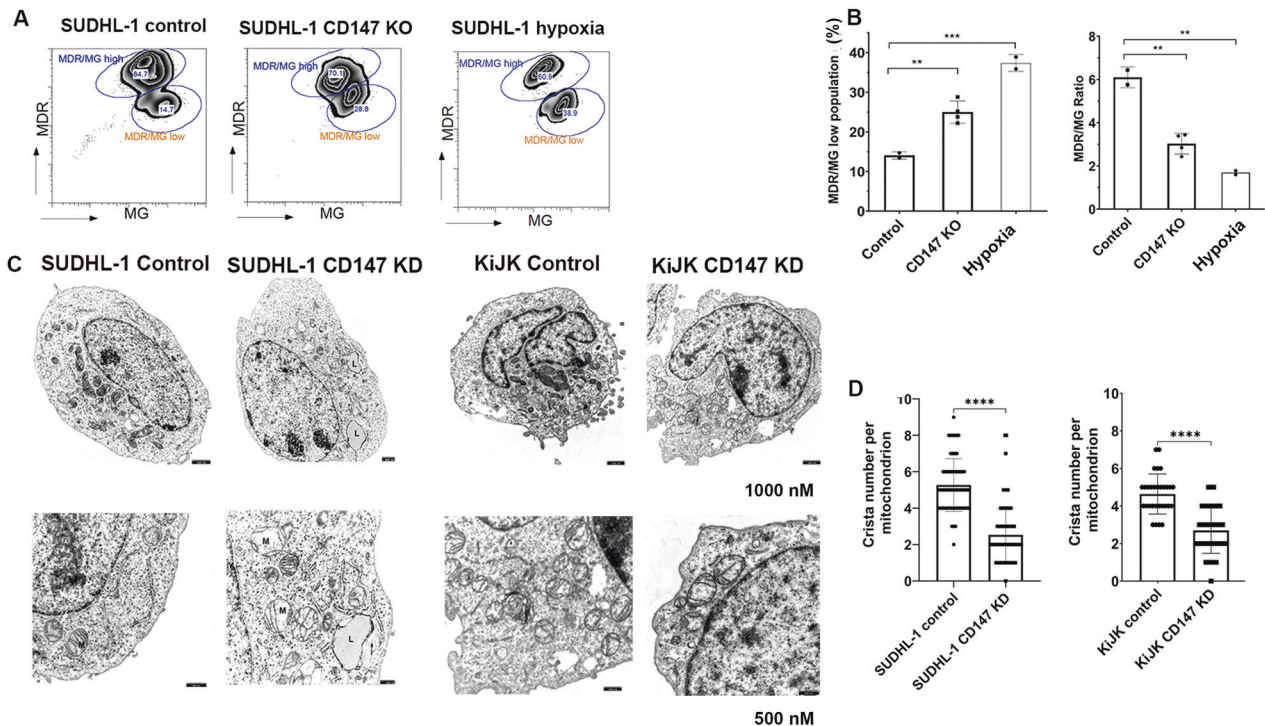 A
SUDHL-1 control
SUDHL-1 CD147 KO
SUDHL-1 hypoxia
MDR/MG high
84.7
14.7
MDR/MG low
MDR
MG
MDR/MG high
70.1
28.8
MDR/MG low
MDR
MG
MDR/MG high
60.9
38.9
MDR/MG low
MDR
MG
B
MDR/MG low population (%)
50
40
30
20
10
0
**
***
Control
CD147 KO
Hypoxia
MDR/MG Ratio
8
6
4
2
0
**
**
Control
CD147 KO
Hypoxia
C
SUDHL-1 Control
SUDHL-1 CD147 KD
KiJK Control
KiJK CD147 KD
L
L
1000 nM
M
M
M
L
500 nM
D
Crista number per
mitochondrion
10
8
6
4
2
0
****
SUDHL-1 control
SUDHL-1 CD147 KD
Crista number per
mitochondrion
10
8
6
4
2
0
****
KiJK control
KiJK CD147 KD